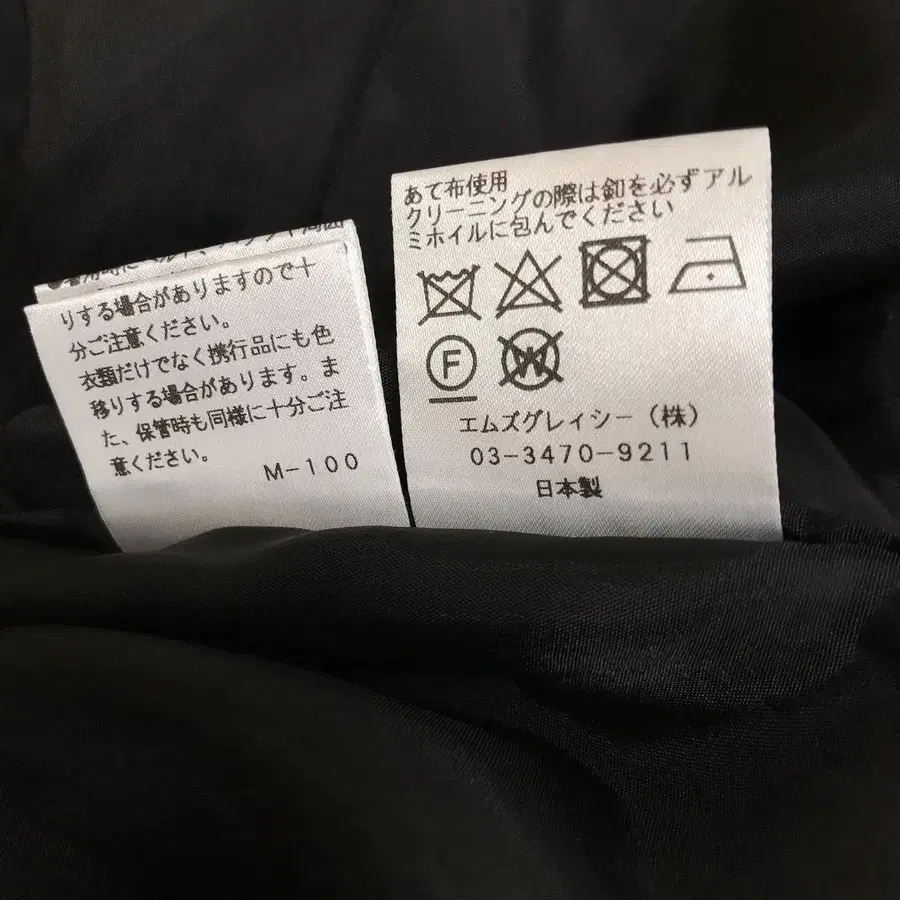 りする場合がありますので十
分ご注意ください。
衣類だけでなく携行品にも色
移りする場合があります。ま
た、保管時も同様に十分ご注
意ください。
M-100
あて布使用
クリーニングの際は釦を必ずアル
ミホイルに包んでください
F
W
エムズグレイシー（株）
03-3470-9211
日本製